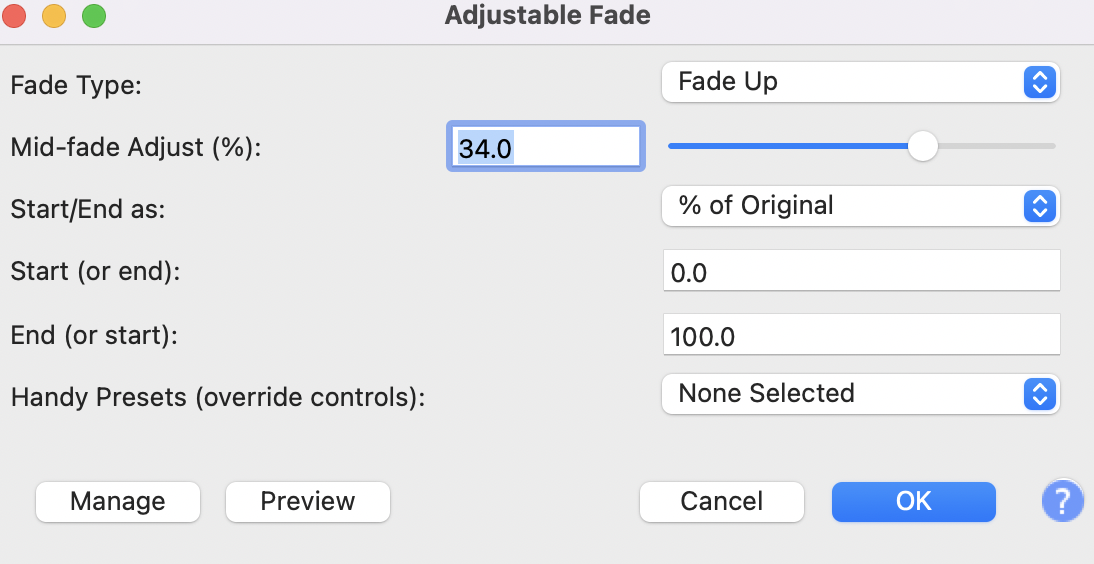 Adjustable Fade
Fade Type: Fade Up
Mid-fade Adjust (%): 34.0
Start/End as: % of Original
Start (or end): 0.0
End (or start): 100.0
Handy Presets (override controls): None Selected
Manage Preview Cancel OK ?